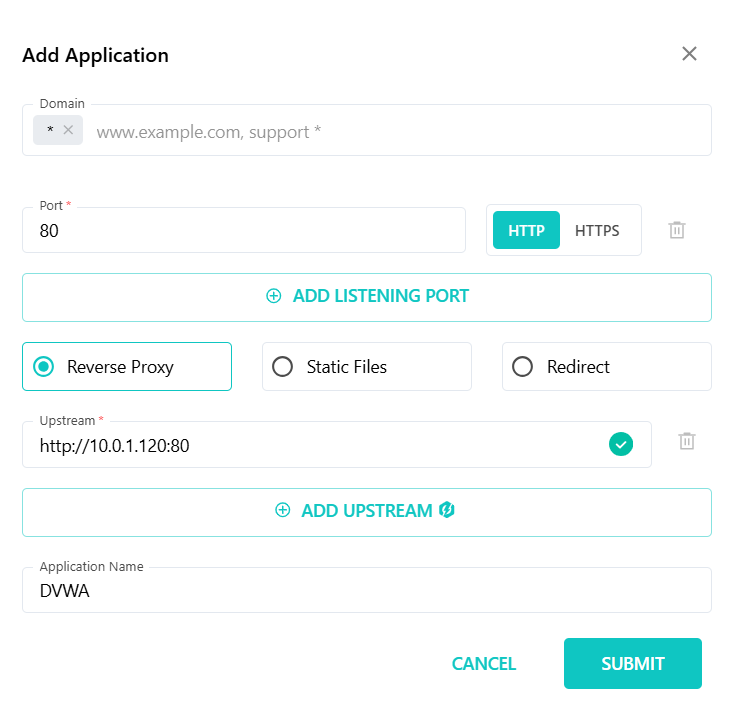 Add Application
Domain
* www.example.com, support *
Port *
80
HTTP HTTPS
ADD LISTENING PORT
Reverse Proxy Static Files Redirect
Upstream *
http://10.0.1.120:80
ADD UPSTREAM
Application Name
DVWA
CANCEL SUBMIT